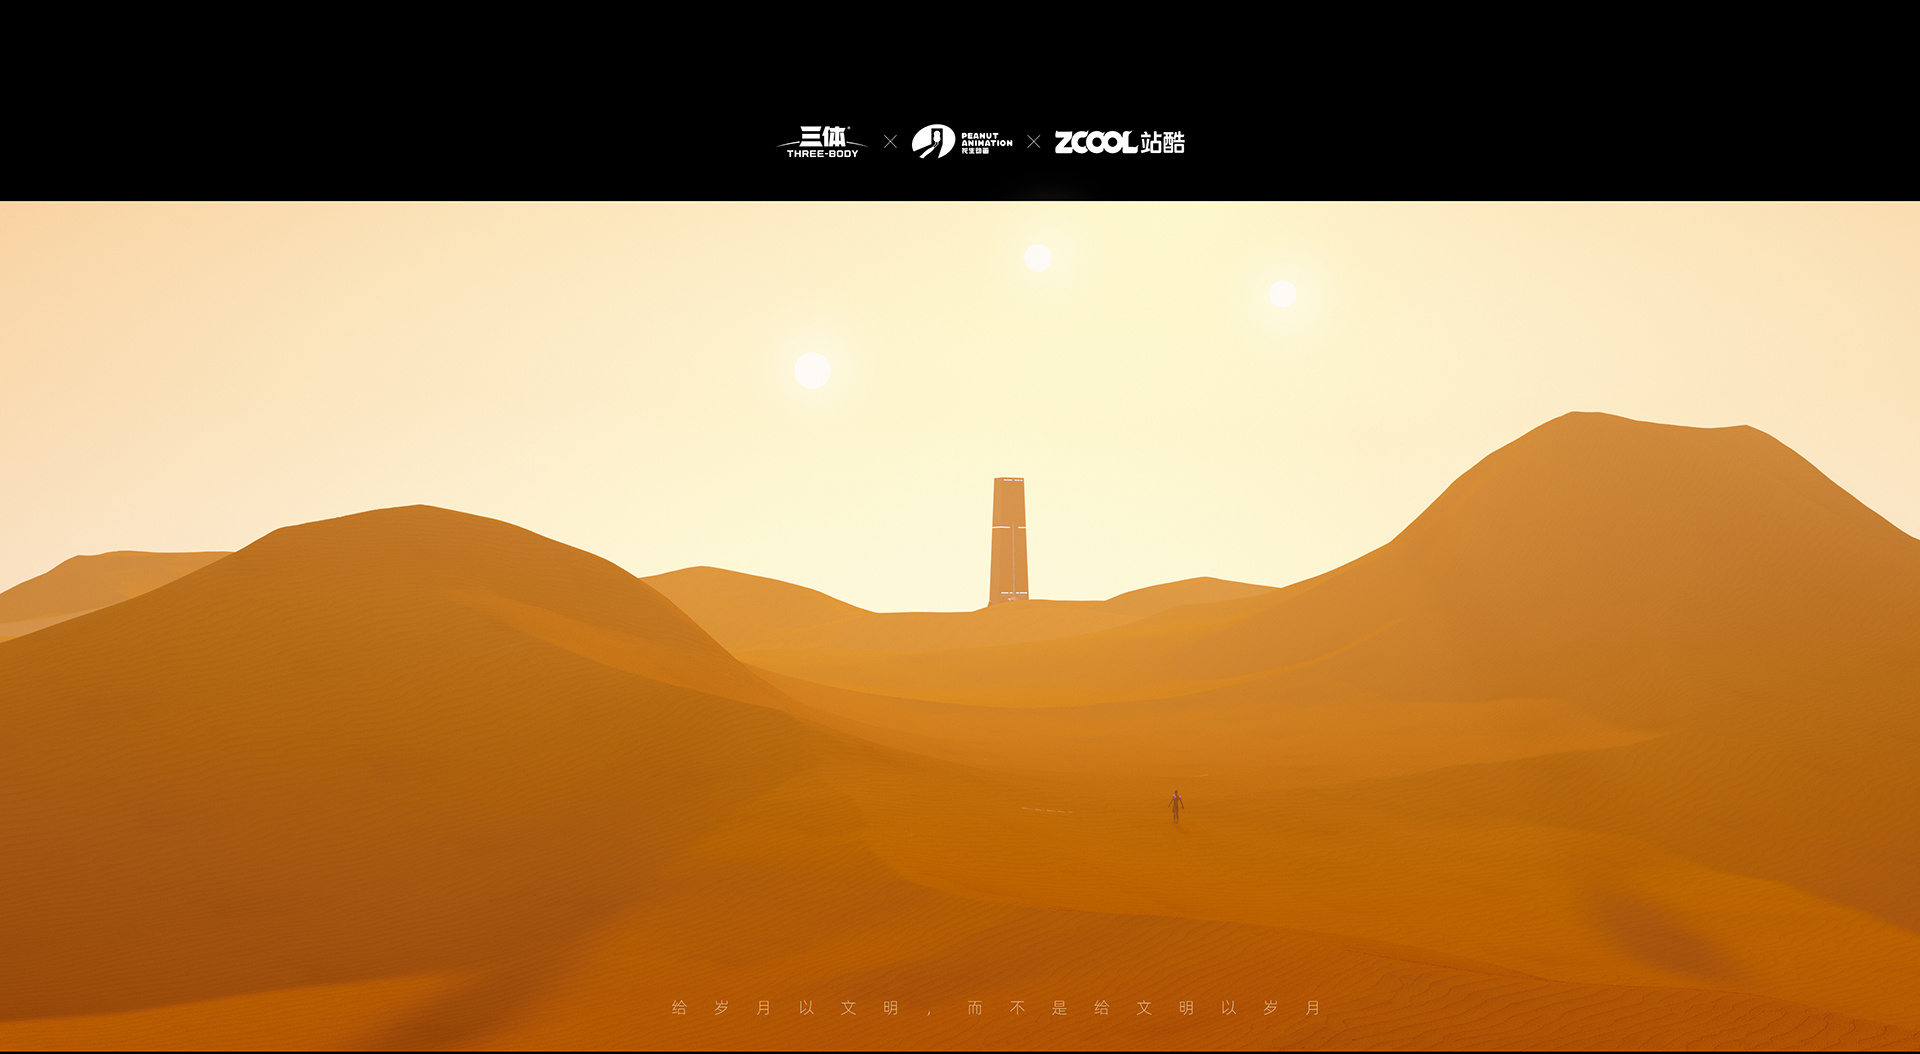 三体
THREE-BODY
PEANUT
ANIMATION
花生动画
ZCOOL站酷
给岁月以文明，而不是给文明以岁月